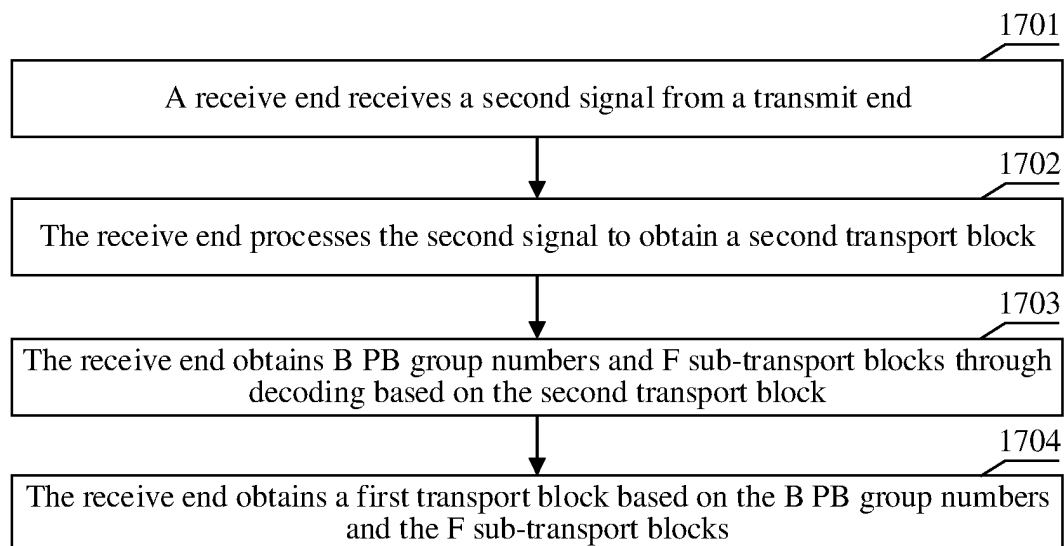 1701
A receive end receives a second signal from a transmit end
1702
The receive end processes the second signal to obtain a second transport block
1703
The receive end obtains B PB group numbers and F sub-transport blocks through
decoding based on the second transport block
1704
The receive end obtains a first transport block based on the B PB group numbers
and the F sub-transport blocks